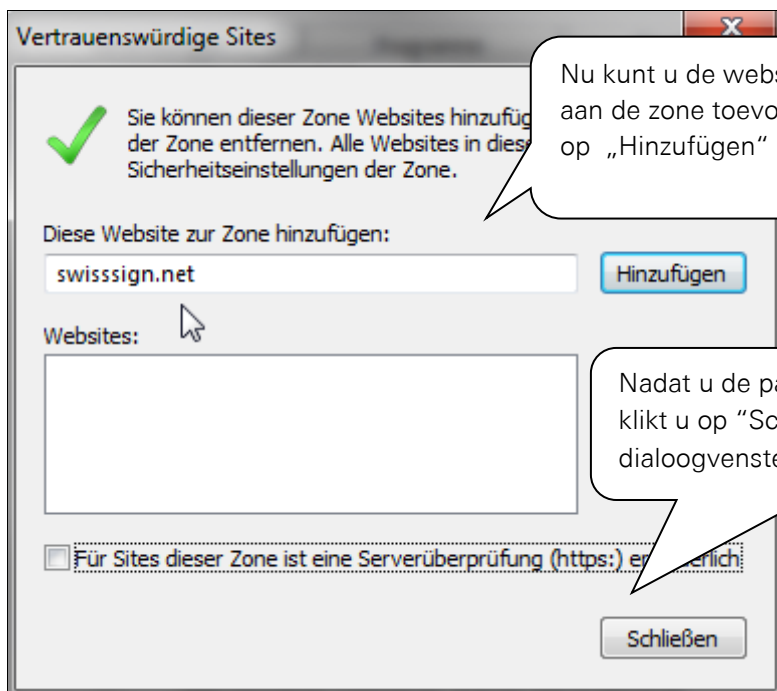 Vertrauenswürdige Sites
Nu kunt u de webs
aan de zone toevo
op „Hinzufügen"
Sie können dieser Zone Websites hinzufüg
der Zone entfernen. Alle Websites in diese
Sicherheitseinstellungen der Zone.
Diese Website zur Zone hinzufügen:
swisssign.net
Hinzufügen
Websites:
Nadat u de pa
klikt u op “Sc
dialoogvenste
Für Sites dieser Zone ist eine Serverüberprüfung (https:) er erlich
Schließen